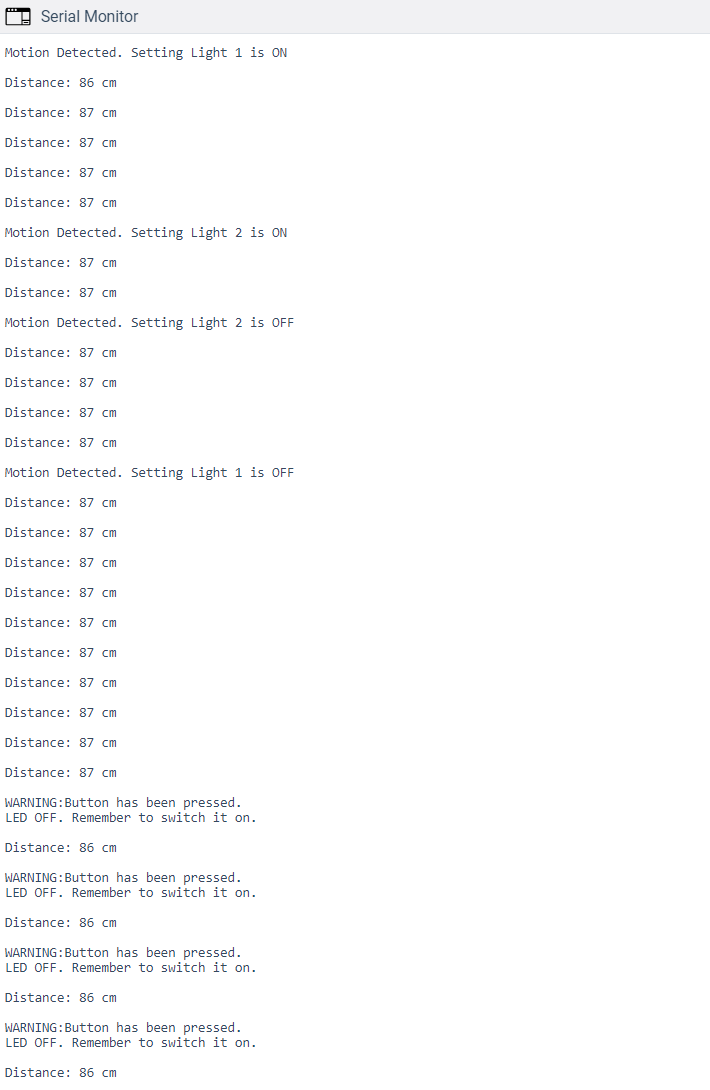 Serial Monitor
Motion Detected. Setting Light 1 is ON
Distance: 86 cm
Distance: 87 cm
Distance: 87 cm
Distance: 87 cm
Distance: 87 cm
Motion Detected. Setting Light 2 is ON
Distance: 87 cm
Distance: 87 cm
Motion Detected. Setting Light 2 is OFF
Distance: 87 cm
Distance: 87 cm
Distance: 87 cm
Distance: 87 cm
Motion Detected. Setting Light 1 is OFF
Distance: 87 cm
Distance: 87 cm
Distance: 87 cm
Distance: 87 cm
Distance: 87 cm
Distance: 87 cm
Distance: 87 cm
Distance: 87 cm
Distance: 87 cm
Distance: 87 cm
WARNING:Button has been pressed.
LED OFF. Remember to switch it on.
Distance: 86 cm
WARNING:Button has been pressed.
LED OFF. Remember to switch it on.
Distance: 86 cm
WARNING:Button has been pressed.
LED OFF. Remember to switch it on.
Distance: 86 cm
WARNING:Button has been pressed.
LED OFF. Remember to switch it on.
Distance: 86 cm